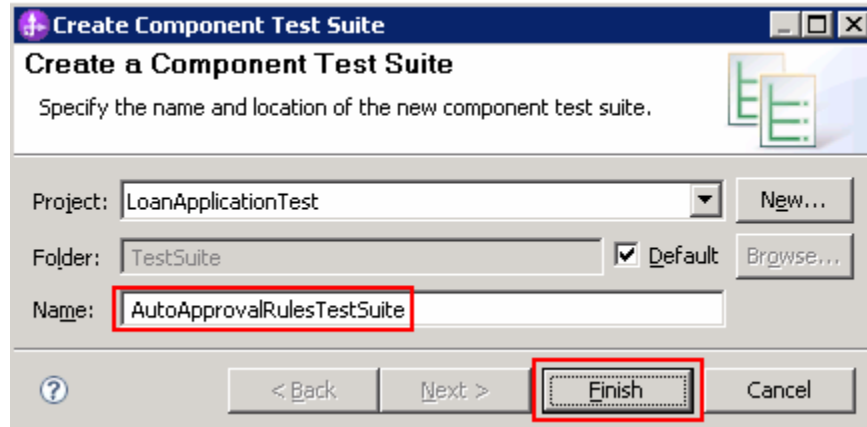 Create Component Test Suite
Create a Component Test Suite
Specify the name and location of the new component test suite.
Project: LoanApplicationTest New...
Folder: TestSuite Default Browse...
Name: AutoApprovalRulesTestSuite
? < Back Next > Finish Cancel